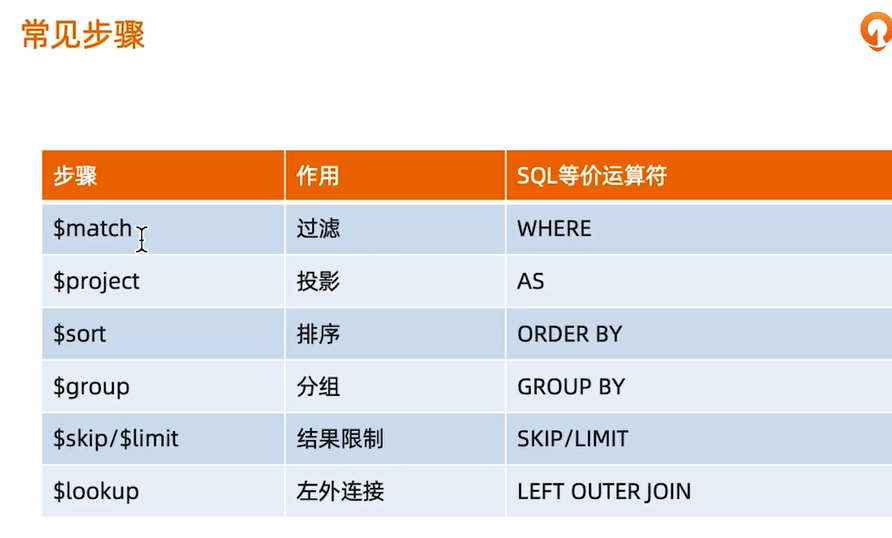 常见步骤
步骤 作用 SQL等价运算符
$match 过滤 WHERE
$project 投影 AS
$sort 排序 ORDER BY
$group 分组 GROUP BY
$skip/$limit 结果限制 SKIP/LIMIT
$lookup 左外连接 LEFT OUTER JOIN